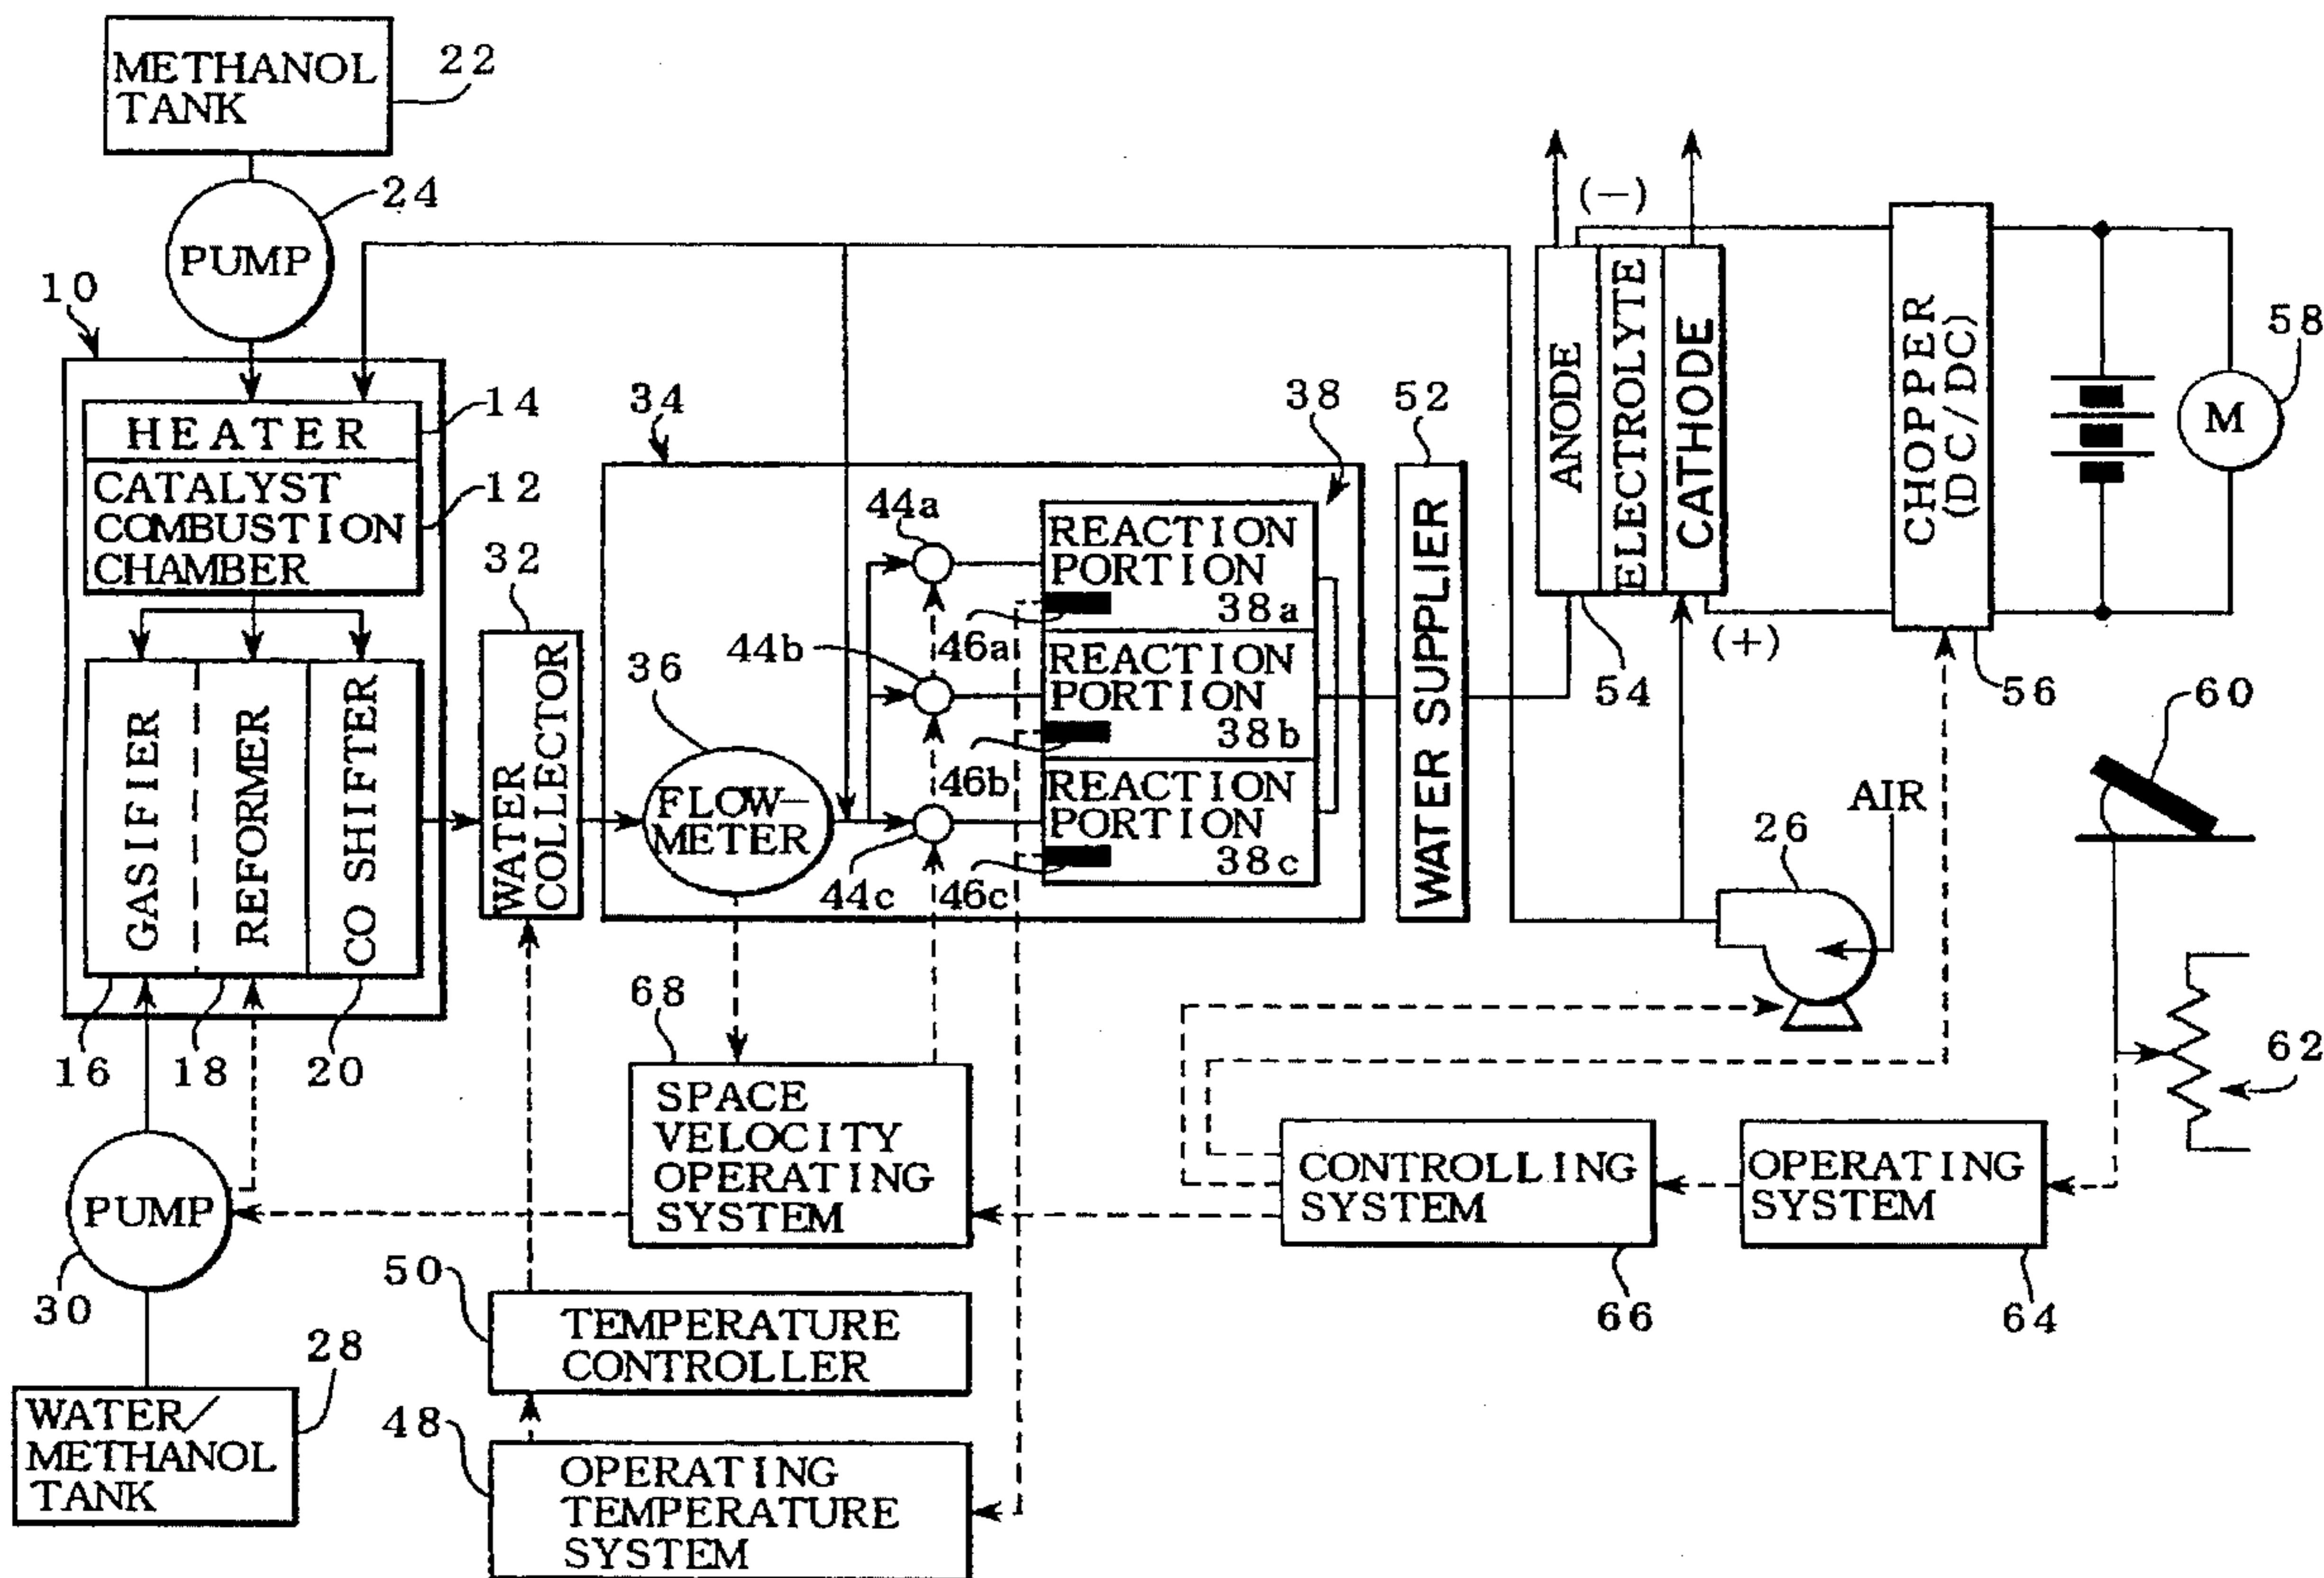 METHANOL
TANK
22
PUMP
24
10
HEATER
14
CATALYST
COMBUSTION
CHAMBER
12
GASIFIER
REFORMER
CO SHIFTER
16
18
20
PUMP
30
WATER/
METHANOL
TANK
28
32
WATER
COLLECTOR
34
36
FLOW-
METER
44a
44b
44c
38
REACTION
PORTION
38a
46a
REACTION
PORTION
38b
46b
REACTION
PORTION
38c
46c
52
WATER SUPPLIER
(-)
ANODE
ELECTROLYTE
CATHODE
(+)
54
CHOPPER
(DC/DC)
56
M
58
60
AIR
26
62
68
SPACE
VELOCITY
OPERATING
SYSTEM
CONTROLLING
SYSTEM
66
OPERATING
SYSTEM
64
50
TEMPERATURE
CONTROLLER
48
OPERATING
TEMPERATURE
SYSTEM